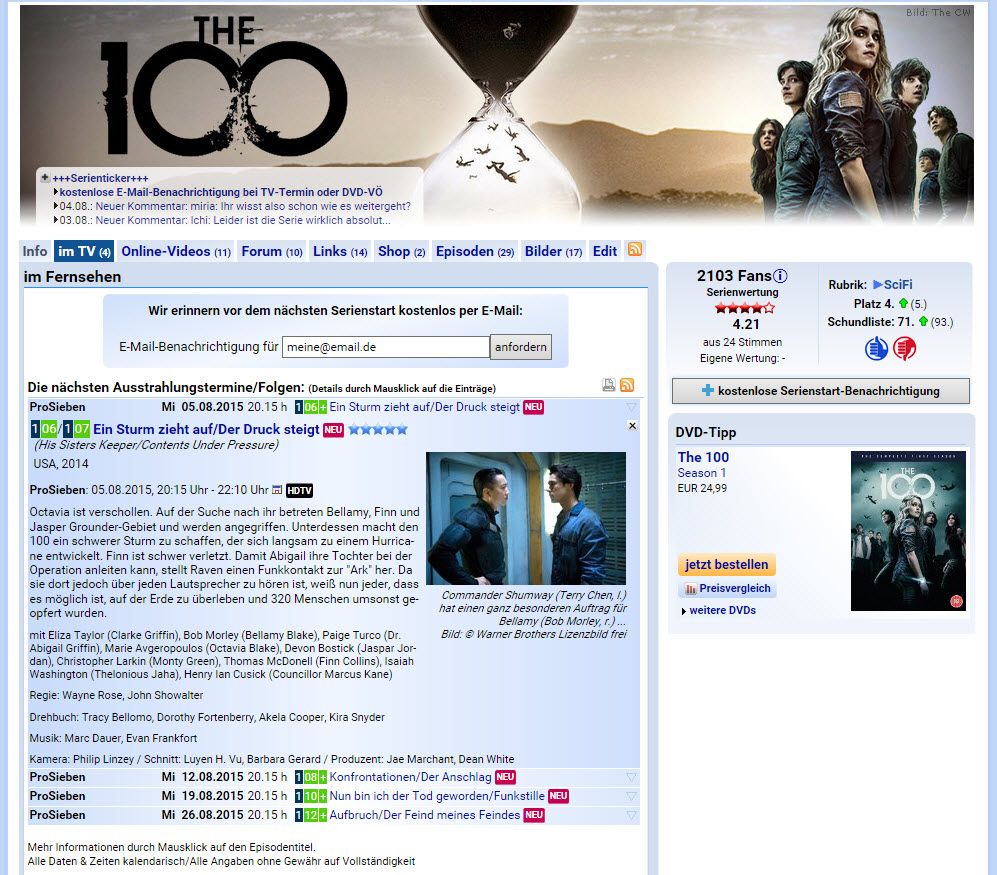 Bild: The CW
THE
100
+++Serienticker+++
kostenlose E-Mail-Benachrichtigung bei TV-Termin oder DVD-VÖ
04.08.: Neuer Kommentar: miria: Ihr wisst also schon wie es weitergeht?
03.08.: Neuer Kommentar: Ichi: Leider ist die Serie wirklich absolut...
Info im TV (4) Online-Videos (11) Forum (10) Links (14) Shop (2) Episoden (29) Bilder (17) Edit
im Fernsehen
Wir erinnern vor dem nächsten Serienstart kostenlos per E-Mail:
E-Mail-Benachrichtigung für meine@email.de anfordern
Die nächsten Ausstrahlungstermine/Folgen: (Details durch Mausklick auf die Einträge)
ProSieben Mi 05.08.2015 20.15 h 1 06 + Ein Sturm zieht auf/Der Druck steigt NEU
1 06/1 07 Ein Sturm zieht auf/Der Druck steigt NEU
(His Sisters Keeper/Contents Under Pressure)
USA, 2014
ProSieben: 05.08.2015, 20:15 Uhr - 22:10 Uhr HDTV
Octavia ist verschollen. Auf der Suche nach ihr betreten Bellamy, Finn und
Jasper Grounder-Gebiet und werden angegriffen. Unterdessen macht den
100 ein schwerer Sturm zu schaffen, der sich langsam zu einem Hurrica-
ne entwickelt. Finn ist schwer verletzt. Damit Abigail ihre Tochter bei der
Operation anleiten kann, stellt Raven einen Funkkontakt zur "Ark" her. Da
sie dort jedoch über jeden Lautsprecher zu hören ist, weiß nun jeder, dass
es möglich ist, auf der Erde zu überleben und 320 Menschen umsonst ge-
opfert wurden.
mit Eliza Taylor (Clarke Griffin), Bob Morley (Bellamy Blake), Paige Turco (Dr.
Abigail Griffin), Marie Avgeropoulos (Octavia Blake), Devon Bostick (Jaspar Jor-
dan), Christopher Larkin (Monty Green), Thomas McDonell (Finn Collins), Isaiah
Washington (Thelonious Jaha), Henry Ian Cusick (Councillor Marcus Kane)
Regie: Wayne Rose, John Showalter
Drehbuch: Tracy Bellomo, Dorothy Fortenberry, Akela Cooper, Kira Snyder
Musik: Marc Dauer, Evan Frankfort
Kamera: Philip Linzey / Schnitt: Luyen H. Vu, Barbara Gerard / Produzent: Jae Marchant, Dean White
Commander Shumway (Terry Chen, l.)
hat einen ganz besonderen Auftrag für
Bellamy (Bob Morley, r.) ...
Bild: © Warner Brothers Lizenzbild frei
ProSieben Mi 12.08.2015 20.15 h 1 08 + Konfrontationen/Der Anschlag NEU
ProSieben Mi 19.08.2015 20.15 h 1 10 + Nun bin ich der Tod geworden/Funkstille NEU
ProSieben Mi 26.08.2015 20.15 h 1 12 + Aufbruch/Der Feind meines Feindes NEU
Mehr Informationen durch Mausklick auf den Episodentitel.
Alle Daten & Zeiten kalendarisch/Alle Angaben ohne Gewähr auf Vollständigkeit
2103 Fans
Serienwertung
4.21
aus 24 Stimmen
Eigene Wertung: -
Rubrik: SciFi
Platz 4. (5.)
Schundliste: 71. (93.)
kostenlose Serienstart-Benachrichtigung
DVD-Tipp
The 100
Season 1
EUR 24,99
jetzt bestellen
Preisvergleich
weitere DVDs
THE COMPLETE FIRST SEASON
THE
100